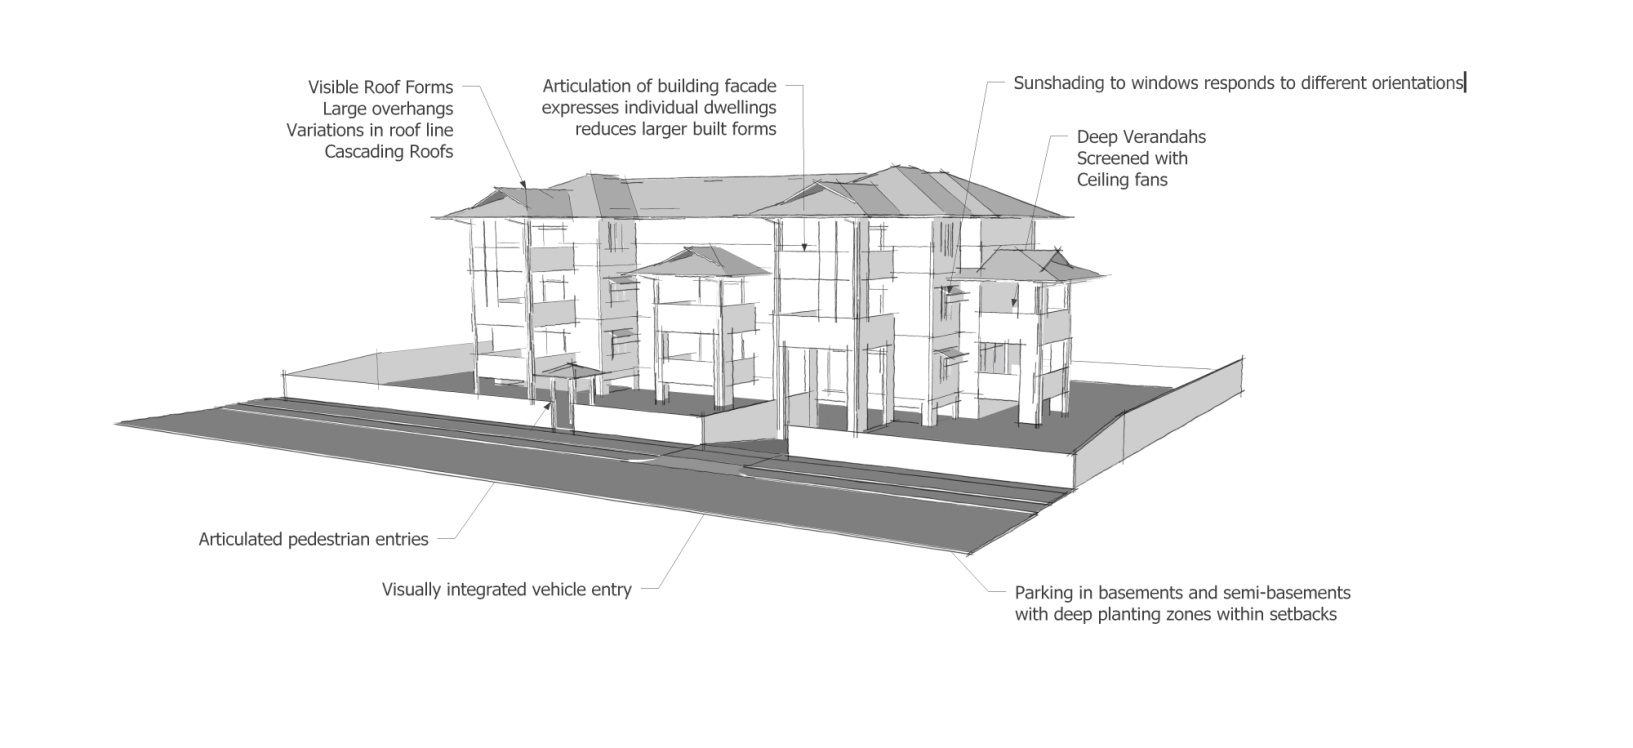 Visible Roof Forms
Large overhangs
Variations in roof line
Cascading Roofs
Articulation of building facade
expresses individual dwellings
reduces larger built forms
Sunshading to windows responds to different orientations
Deep Verandahs
Screened with
Ceiling fans
Articulated pedestrian entries
Visually integrated vehicle entry
Parking in basements and semi-basements
with deep planting zones within setbacks